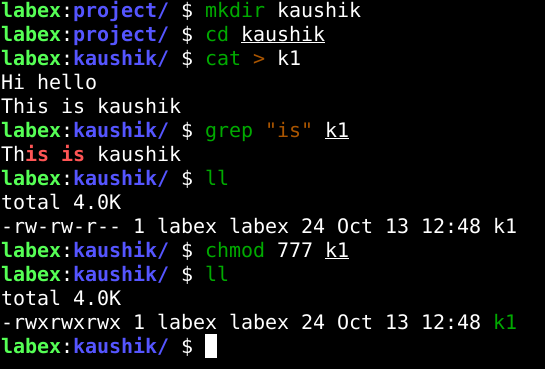 labex:project/ $ mkdir kaushik
labex:project/ $ cd kaushik
labex:kaushik/ $ cat > k1
Hi hello
This is kaushik
labex:kaushik/ $ grep "is" k1
This is kaushik
labex:kaushik/ $ ll
total 4.0K
-rw-rw-r-- 1 labex labex 24 Oct 13 12:48 k1
labex:kaushik/ $ chmod 777 k1
labex:kaushik/ $ ll
total 4.0K
-rwxrwxrwx 1 labex labex 24 Oct 13 12:48 k1
labex:kaushik/ $